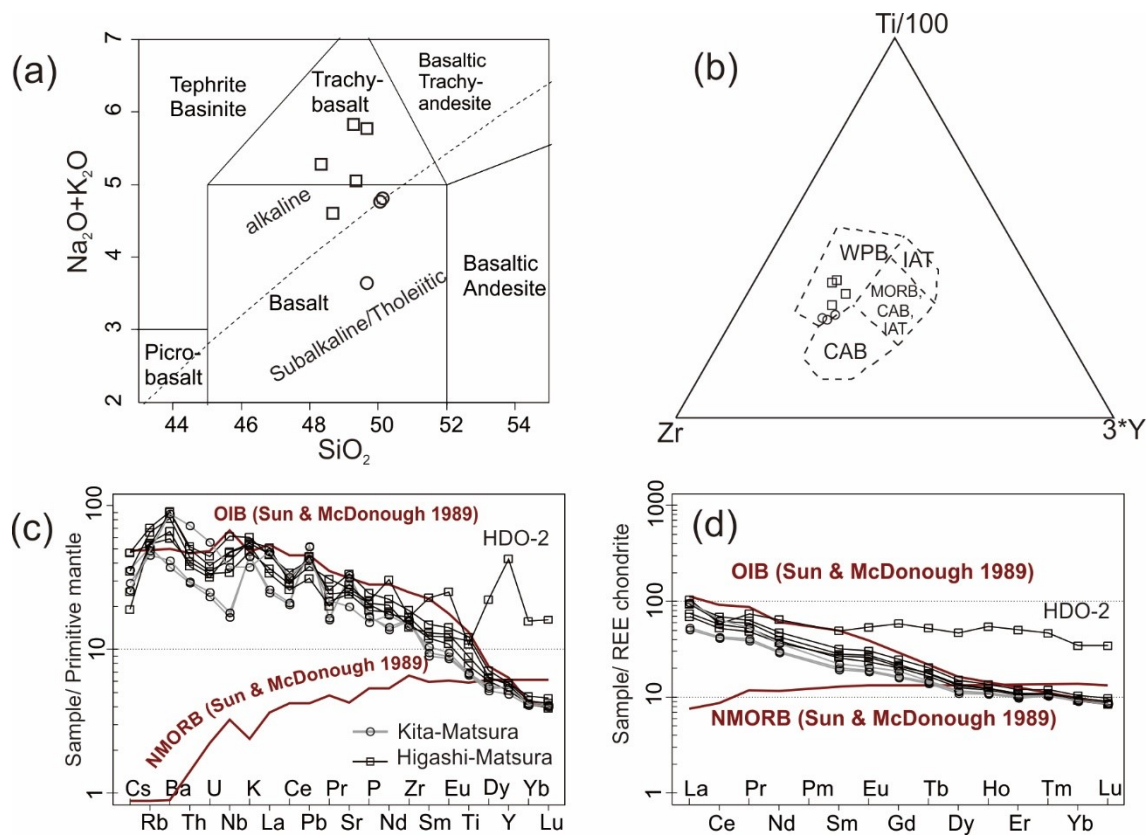 (a)
7
6
5
4
3
2
Na₂O+K₂O
Tephrite
Basinite
Trachy-
basalt
Basaltic
Trachy-
andesite
alkaline
Basalt
Subalkaline/Tholeiitic
Basaltic
Andesite
Picro-
basalt
44 46 48 50 52 54
SiO₂
(b)
Ti/100
WPB
IAT
MORB,
CAB,
IAT
CAB
Zr
3*Y
(c)
100
10
1
Sample/ Primitive mantle
OIB (Sun & McDonough 1989)
HDO-2
NMORB (Sun & McDonough 1989)
Kita-Matsura
Higashi-Matsura
Cs Ba U K Ce Pr P Zr Eu Dy Yb
Rb Th Nb La Pb Sr Nd Sm Ti Y Lu
(d)
1000
100
10
1
Sample/ REE chondrite
OIB (Sun & McDonough 1989)
HDO-2
NMORB (Sun & McDonough 1989)
La Pr Pm Eu Tb Ho Tm Lu
Ce Nd Sm Gd Dy Er Yb